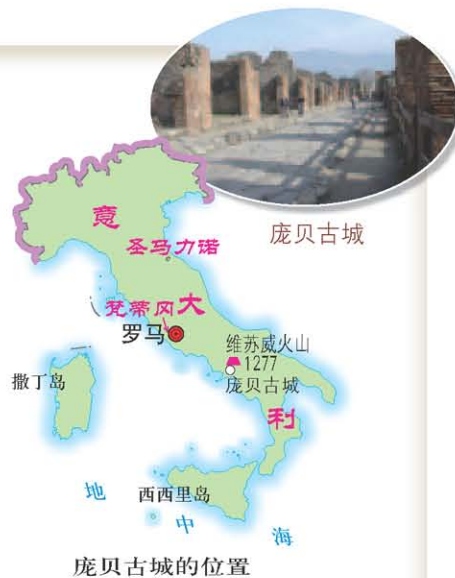 庞贝古城
意
圣马力诺
梵蒂冈
大
罗马
维苏威火山
1277
庞贝古城
撒丁岛
利
地
西西里岛
中
海
庞贝古城的位置